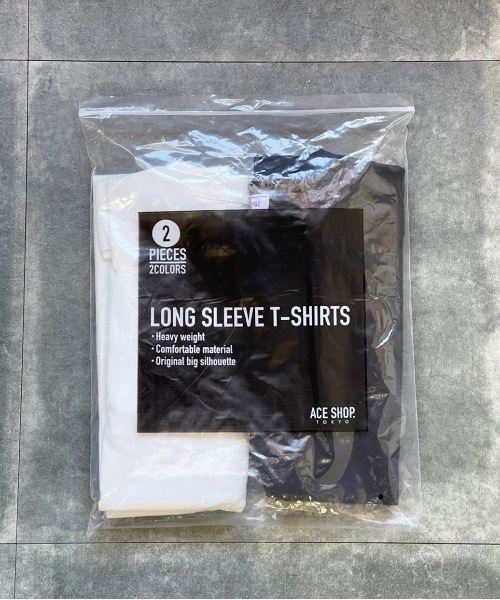 2
PIECES
2COLORS
LONG SLEEVE T-SHIRTS
・Heavy weight
・Comfortable material
・Original big silhouette
ACE SHOP.
TOKYO